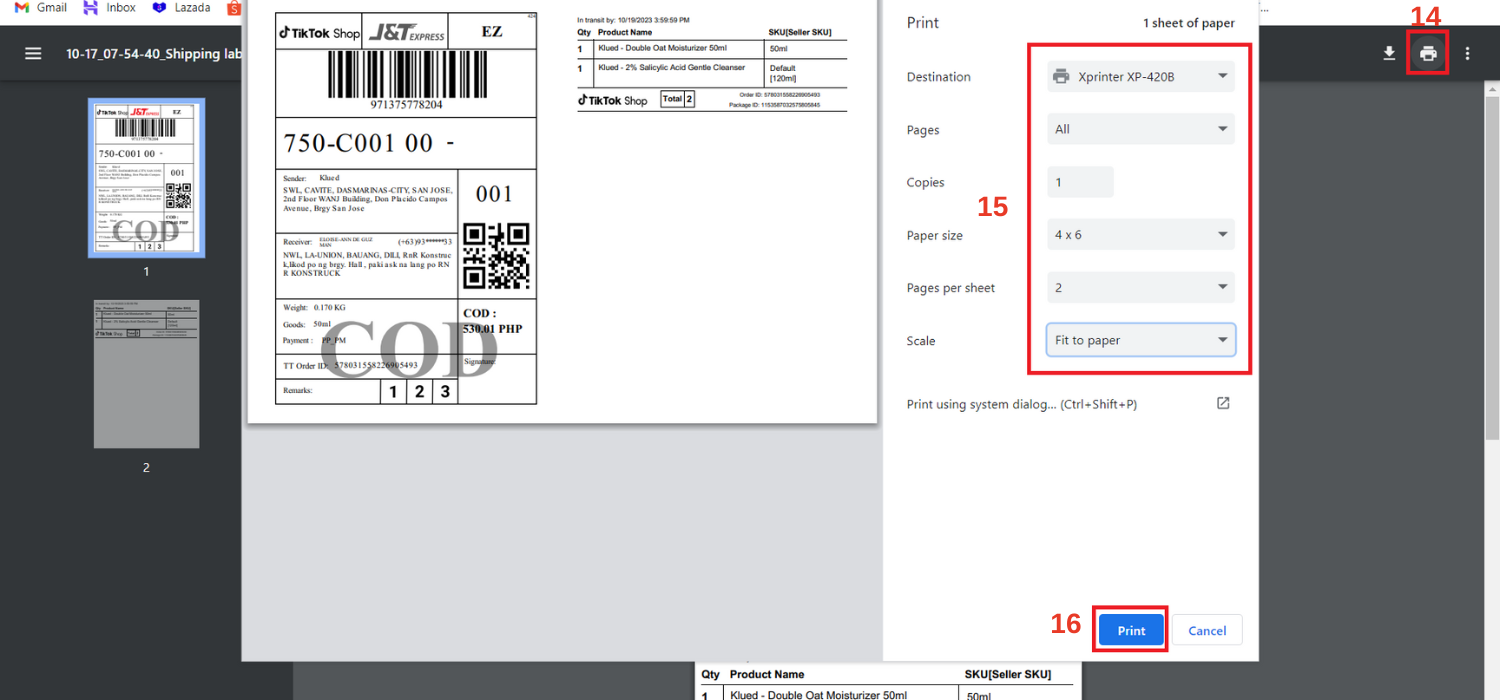 Gmail
Inbox
Lazada
14
10-17_07-54-40_Shipping lab
1
2
TikTok Shop
J&T EXPRESS
EZ
424
971375778204
750-C001 00 -
Sender: Klued
SWL, CAVITE, DASMARINAS-CITY, SAN JOSE,
2nd Floor WANJ Building, Don Placido Campos
Avenue, Brgy San Jose
001
Receiver: ELOISE-ANN DE GUZ
MAN
(+63)93******33
NWL, LA-UNION, BAUANG, DILI, RnR Konstruc
k,likod po ng brgy. Hall , paki ask na lang po RN
R KONSTRUCK
Weight: 0.170 KG
Goods: 50ml
Payment : PP_PM
COD :
530.01 PHP
COD
TT Order ID: 578031558226905493
Signature:
Remarks:
1 2 3
In transit by: 10/19/2023 3:59:59 PM
Qty Product Name SKU[Seller SKU]
1 Klued - Double Oat Moisturizer 50ml 50ml
1 Klued - 2% Salicylic Acid Gentle Cleanser Default
[120ml]
TikTok Shop Total 2
Order ID: 578031558226905493
Package ID: 1153587032575805845
Print
1 sheet of paper
Destination Xprinter XP-420B
Pages All
Copies 1
15
Paper size 4 x 6
Pages per sheet 2
Scale Fit to paper
Print using system dialog... (Ctrl+Shift+P)
16
Print
Cancel
Qty Product Name SKU[Seller SKU]
1 Klued - Double Oat Moisturizer 50ml 50ml